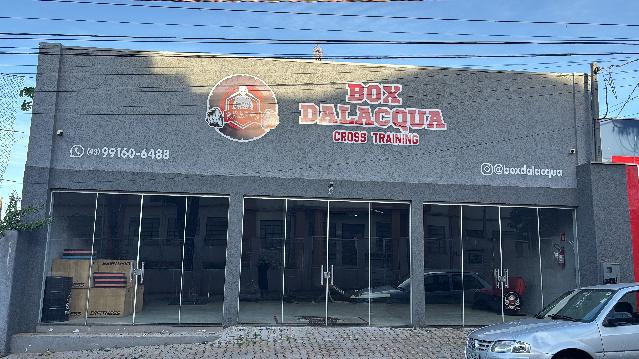 BOX
DALACQUA
CROSS TRAINING
(43) 99160-6488
@boxdalacqua